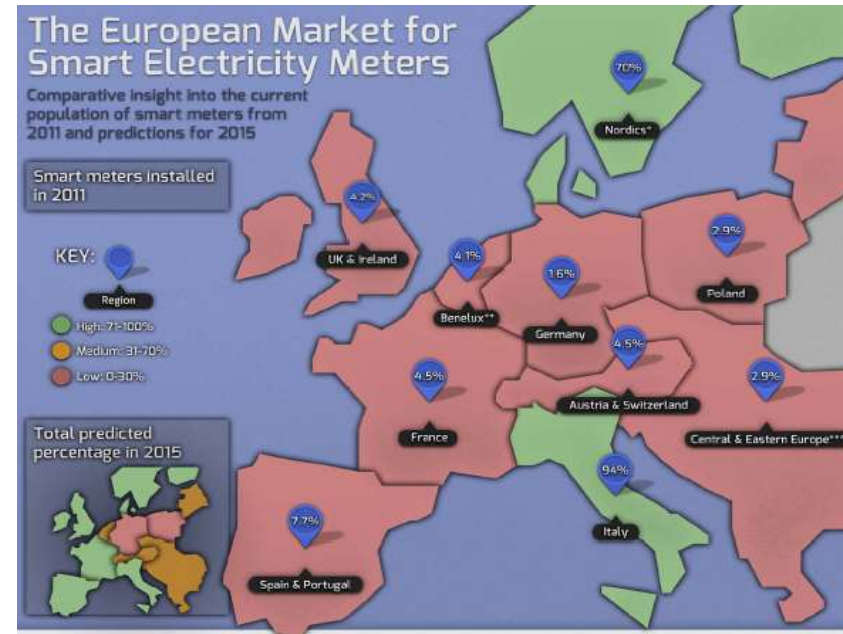 The European Market for
Smart Electricity Meters
Comparative insight into the current
population of smart meters from
2011 and predictions for 2015
Smart meters installed
in 2011
KEY:
Region
High: 71-100%
Medium: 31-70%
Low: 0-30%
Total predicted
percentage in 2015
70%
Nordics*
4.2%
UK & Ireland
4.1%
Benelux**
1.6%
Germany
2.9%
Poland
4.5%
Austria & Switzerland
4.5%
France
2.9%
Central & Eastern Europe***
94%
Italy
7.7%
Spain & Portugal